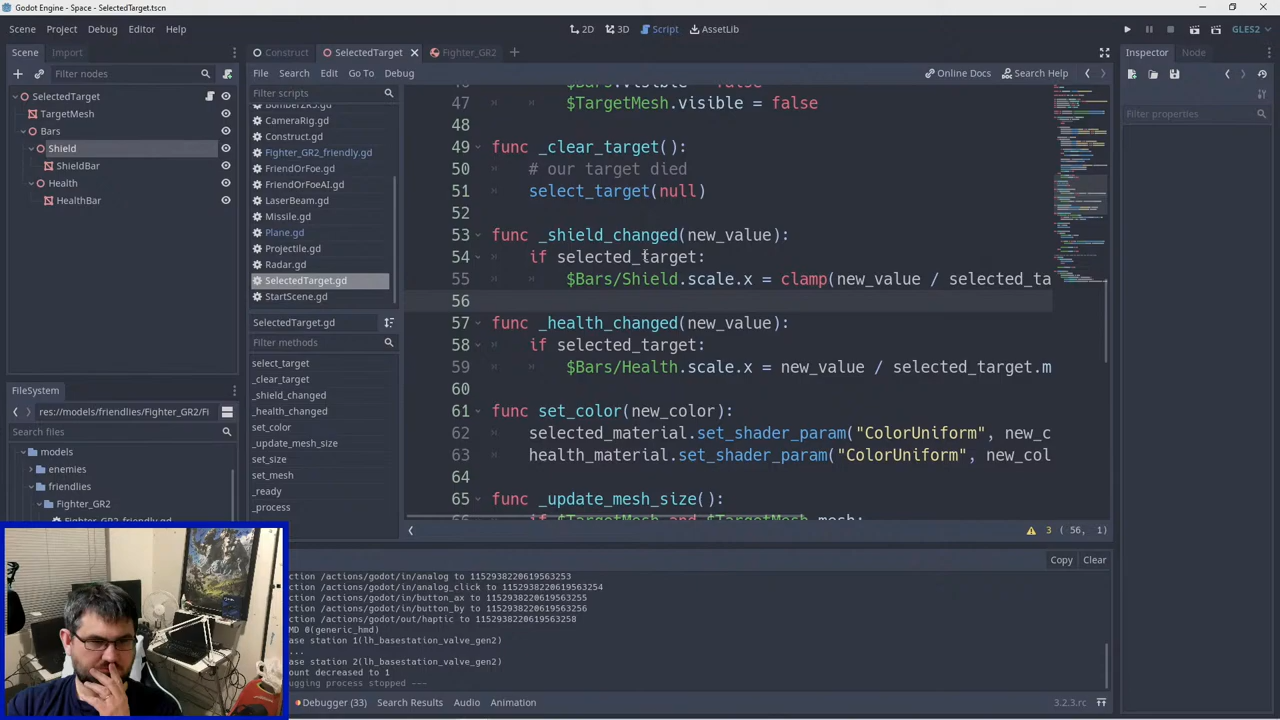 Godot Engine - Space - SelectedTarget.tscn
Scene Project Debug Editor Help
2D 3D Script AssetLib
GLES2
Scene Import
Filter nodes
SelectedTarget
TargetMesh
Bars
Shield
ShieldBar
Health
HealthBar
FileSystem
res://models/friendlies/Fighter_GR2/Fi
Search files
models
enemies
friendlies
Fighter_GR2
Construct SelectedTarget Fighter_GR2
File Search Edit Go To Debug
Online Docs Search Help
Filter scripts
CameraRig.gd
Construct.gd
Fighter_GR2_friendly.gd
FriendOrFoe.gd
FriendOrFoeAI.gd
LaserBeam.gd
Missile.gd
Plane.gd
Projectile.gd
Radar.gd
SelectedTarget.gd
StartScene.gd
SelectedTarget.gd
Filter methods
select_target
_clear_target
_shield_changed
_health_changed
set_color
_update_mesh_size
set_size
set_mesh
_ready
_process
47 $TargetMesh.visible = false
48
49 func _clear_target():
50 # our target died
51 select_target(null)
52
53 func _shield_changed(new_value):
54 if selected_target:
55 $Bars/Shield.scale.x = clamp(new_value / selected_ta
56
57 func _health_changed(new_value):
58 if selected_target:
59 $Bars/Health.scale.x = new_value / selected_target.m
60
61 func set_color(new_color):
62 selected_material.set_shader_param("ColorUniform", new_c
63 health_material.set_shader_param("ColorUniform", new_col
64
65 func _update_mesh_size():
3 ( 56, 1)
Copy Clear
ction /actions/godot/in/analog to 1152938220619563253
ction /actions/godot/in/analog_click to 1152938220619563254
ction /actions/godot/in/button_ax to 1152938220619563255
ction /actions/godot/in/button_by to 1152938220619563256
ction /actions/godot/out/haptic to 1152938220619563258
MD 0(generic_hmd)
ase station 1(lh_basestation_valve_gen2)
...
ase station 2(lh_basestation_valve_gen2)
ount decreased to 1
ugging process stopped ---
Debugger (33) Search Results Audio Animation
3.2.3.rc
Inspector Node
Filter properties